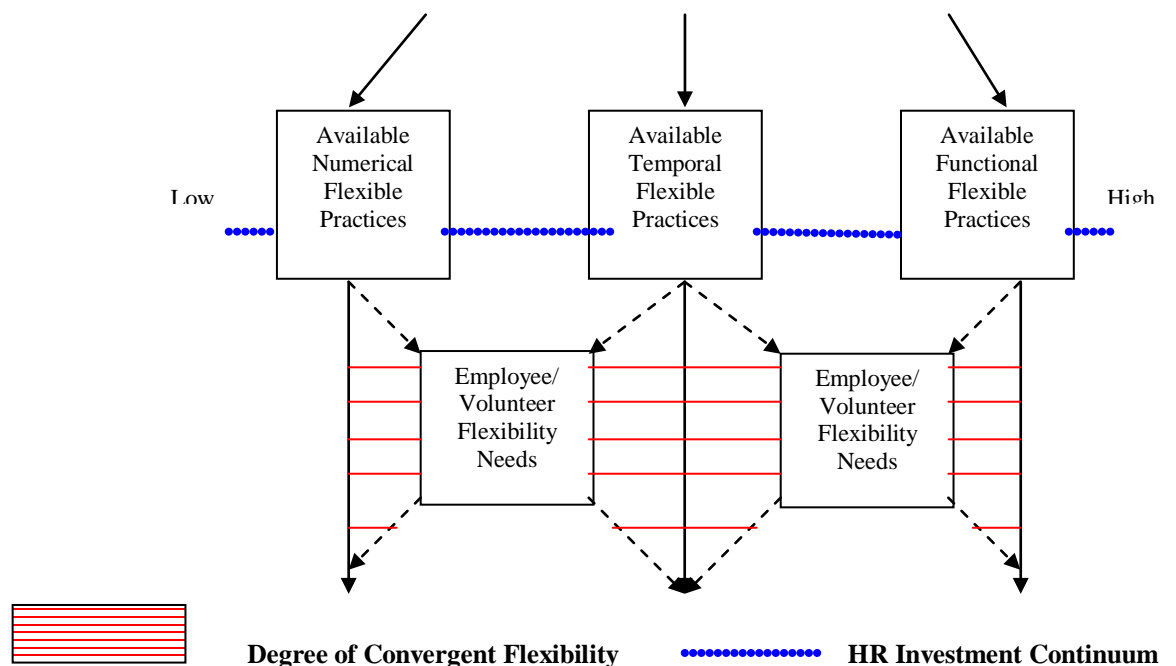 Available
Numerical
Flexible
Practices
Available
Temporal
Flexible
Practices
Available
Functional
Flexible
Practices
Low
High
Employee/
Volunteer
Flexibility
Needs
Employee/
Volunteer
Flexibility
Needs
Degree of Convergent Flexibility
HR Investment Continuum